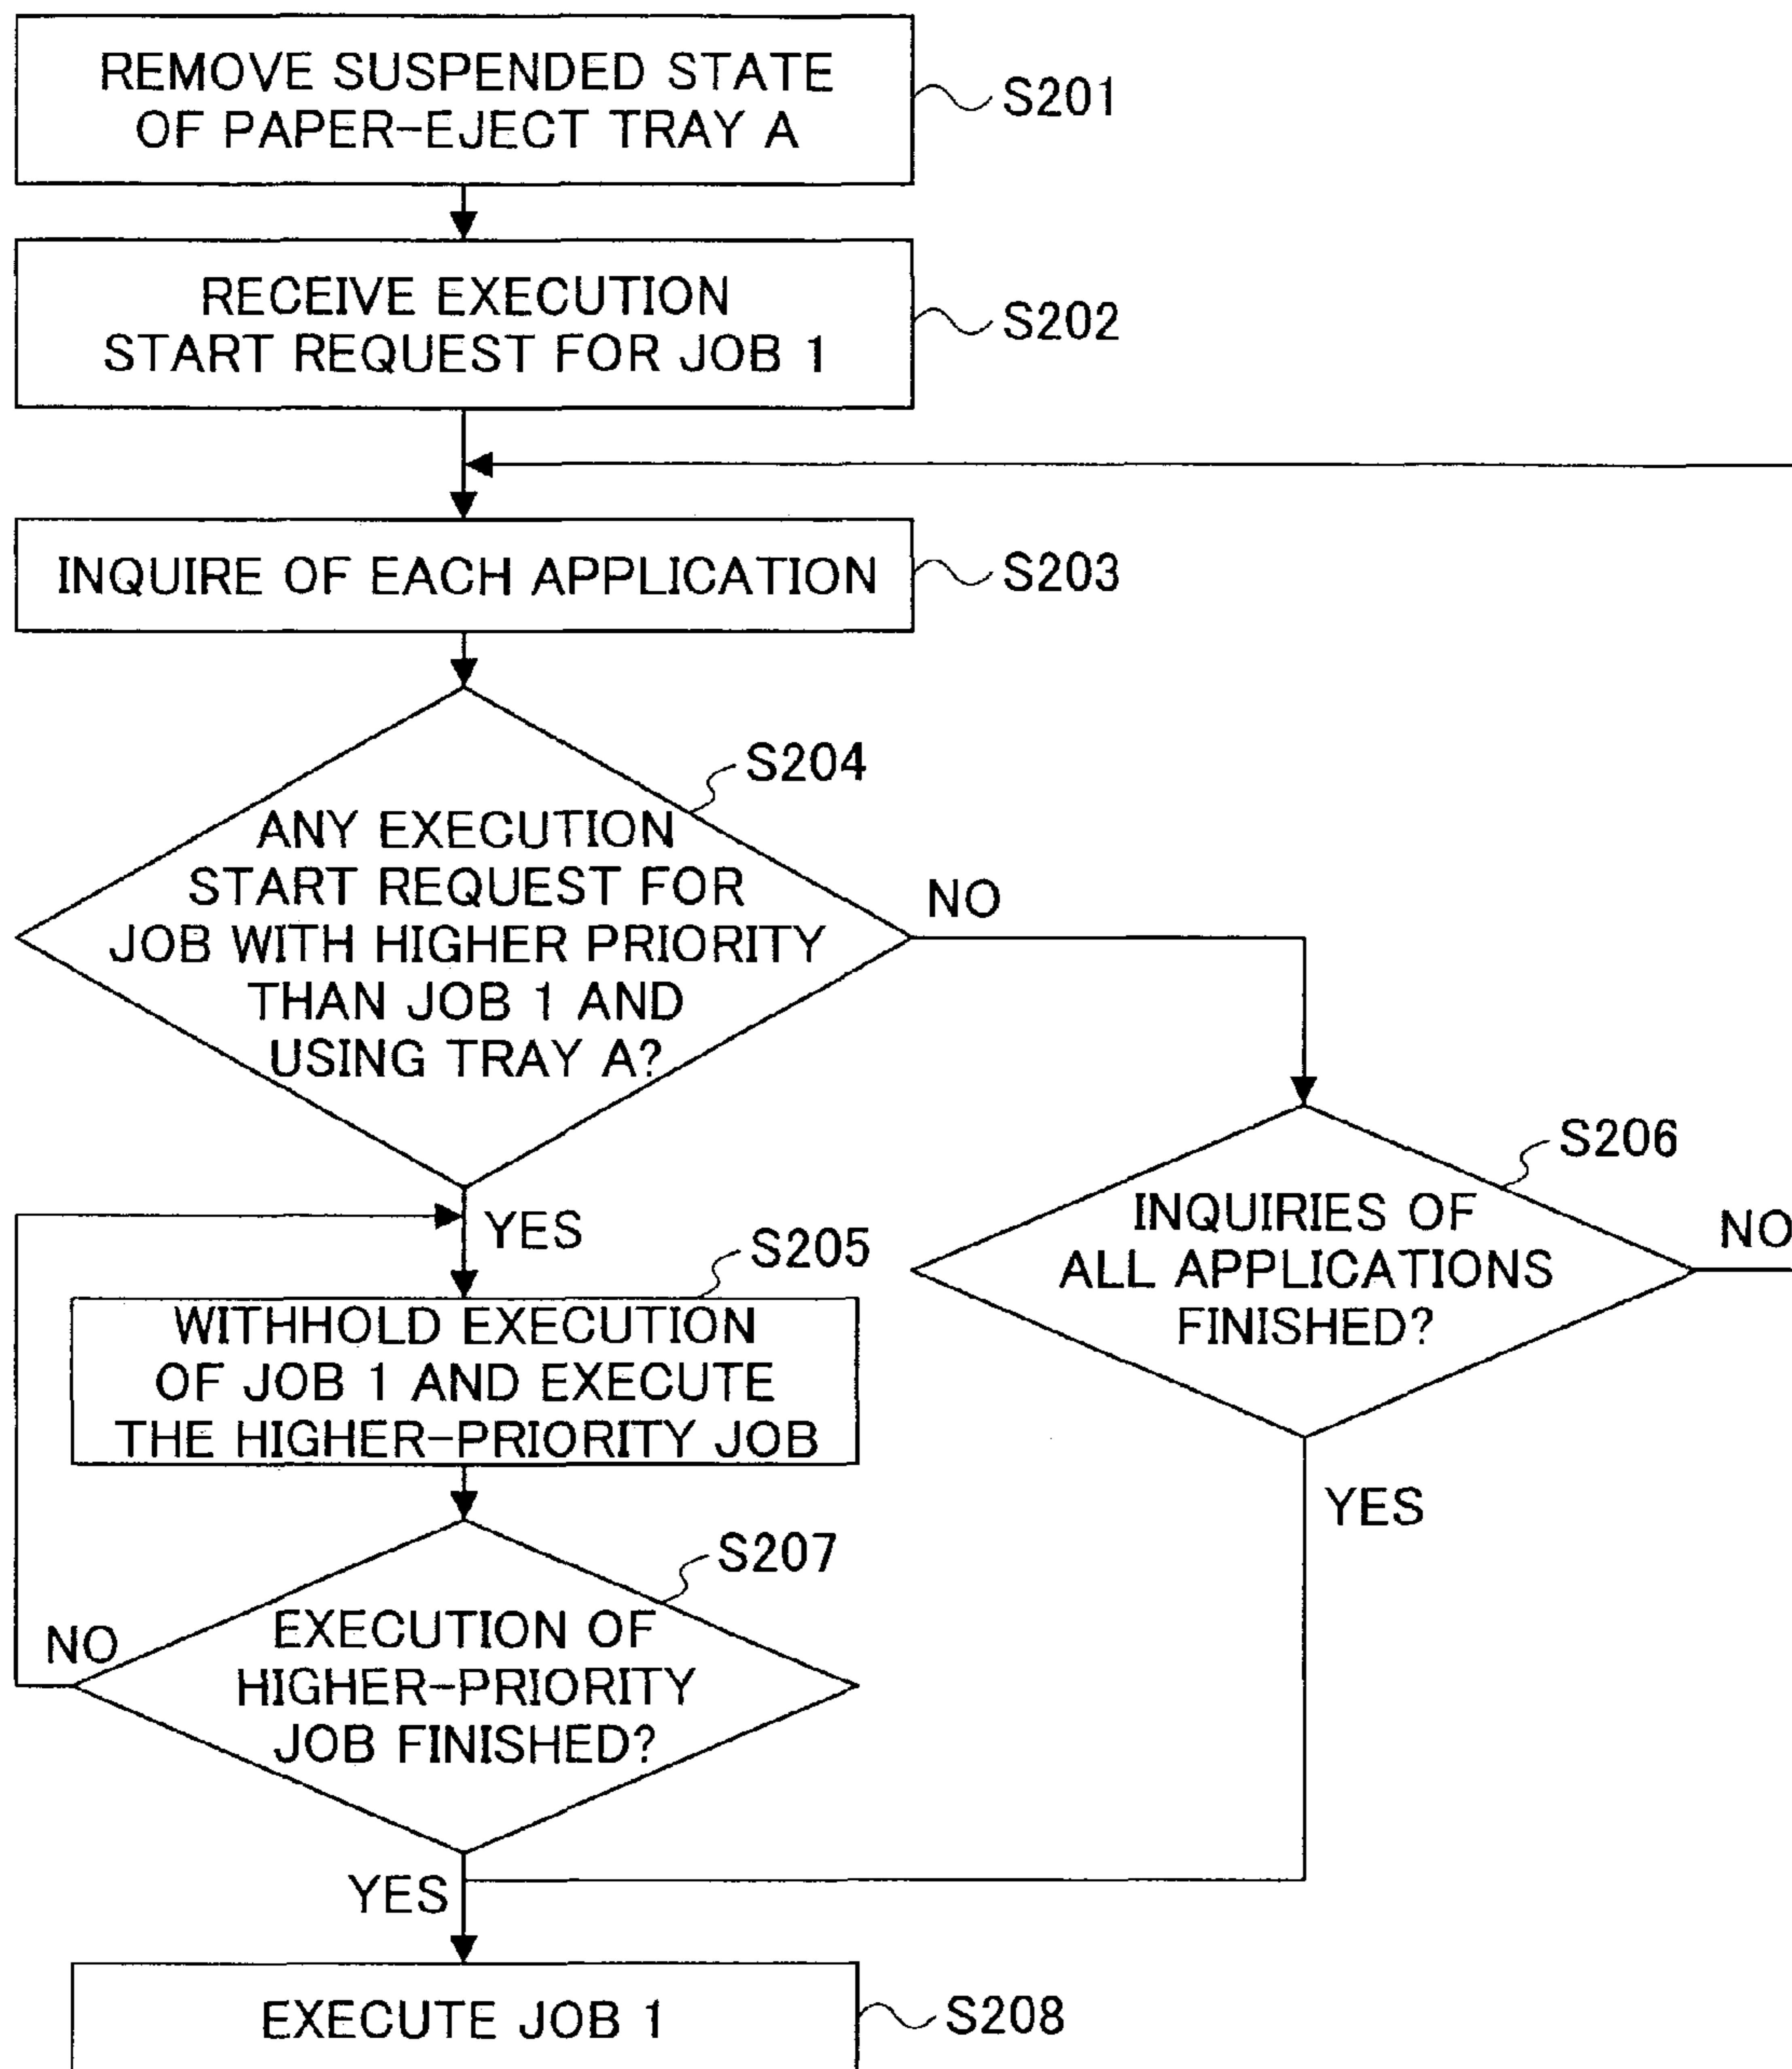 REMOVE SUSPENDED STATE
OF PAPER-EJECT TRAY A
S201
RECEIVE EXECUTION
START REQUEST FOR JOB 1
S202
INQUIRE OF EACH APPLICATION
S203
S204
ANY EXECUTION
START REQUEST FOR
JOB WITH HIGHER PRIORITY
THAN JOB 1 AND
USING TRAY A?
NO
YES
S206
INQUIRIES OF
ALL APPLICATIONS
FINISHED?
NO
YES
S205
WITHHOLD EXECUTION
OF JOB 1 AND EXECUTE
THE HIGHER-PRIORITY JOB
S207
EXECUTION OF
HIGHER-PRIORITY
JOB FINISHED?
NO
YES
EXECUTE JOB 1
S208